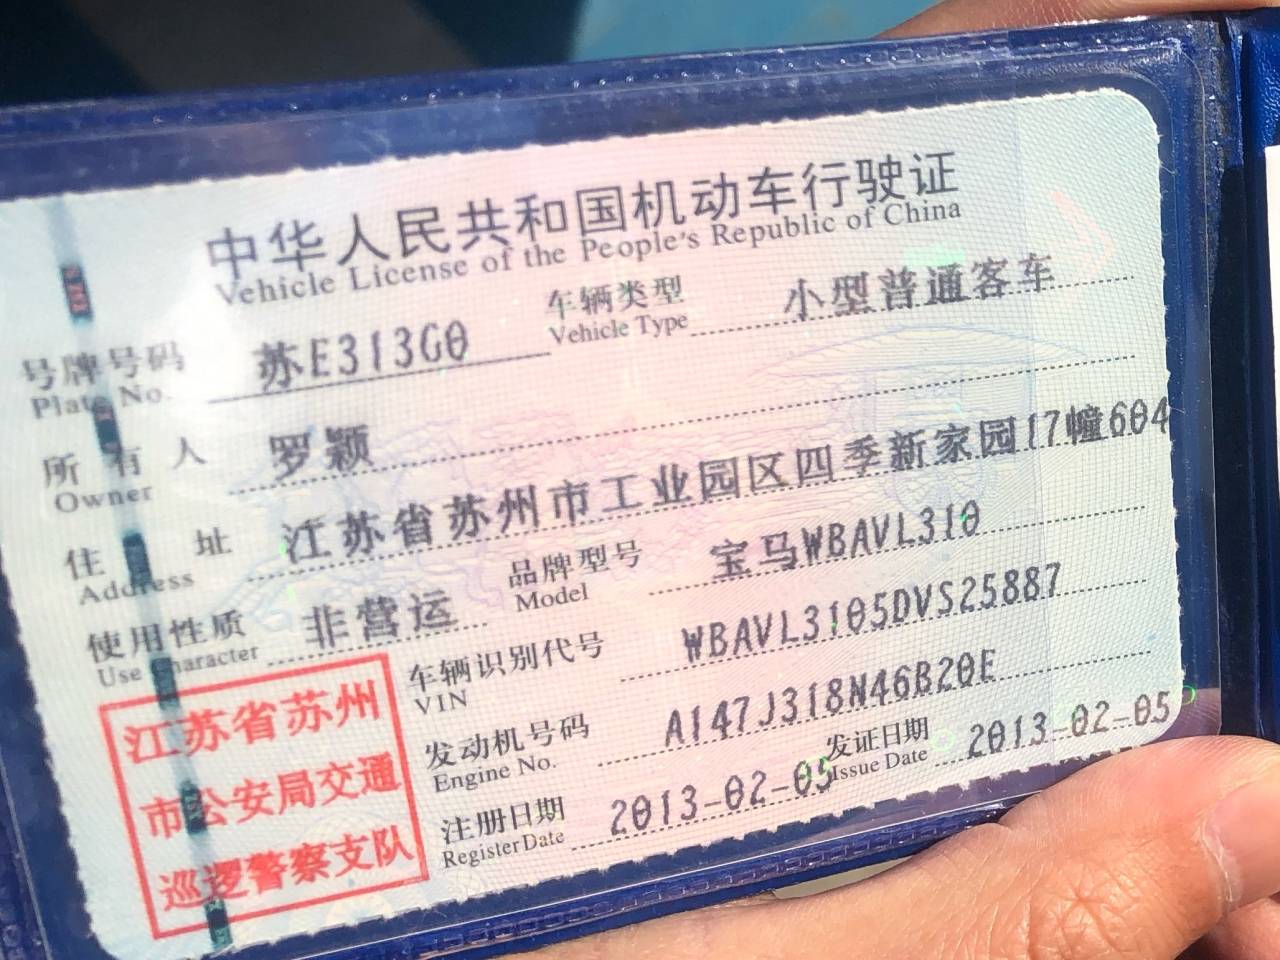 中华人民共和国机动车行驶证
Vehicle License of the People's Republic of China
号牌号码 苏E313G0 车辆类型 小型普通客车
Plate No. Vehicle Type
所有人 罗颖
Owner
住址 江苏省苏州市工业园区四季新家园17幢604
Address
使用性质 非营运 品牌型号 宝马WBAVL310
Use Character Model
车辆识别代号 WBAVL3105DVS25887
VIN
发动机号码 A147J318N46B20E
Engine No.
注册日期 2013-02-05 发证日期 2013-02-05
Register Date Issue Date
江苏省苏州
市公安局交通
巡逻警察支队